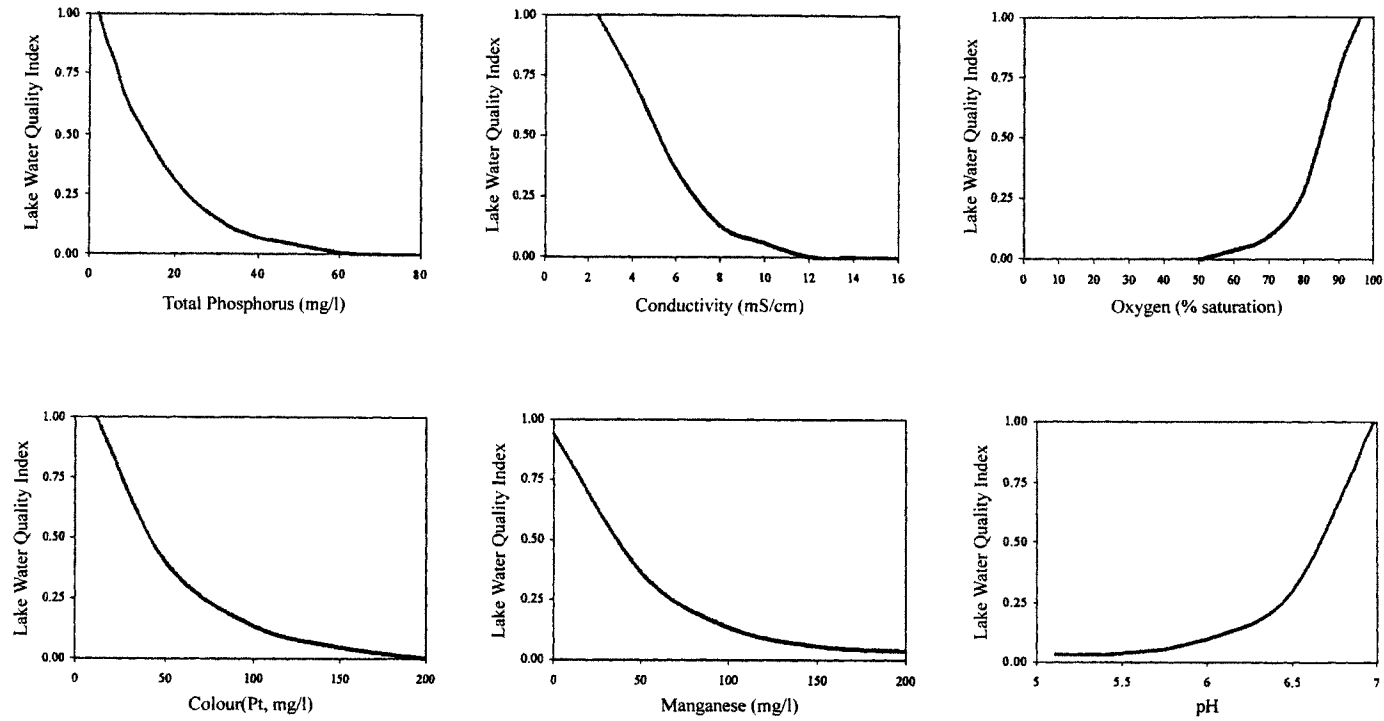 Lake Water Quality Index
1.00
0.75
0.50
0.25
0.00
0 20 40 60 80
Total Phosphorus (mg/l)
Lake Water Quality Index
1.00
0.75
0.50
0.25
0.00
0 2 4 6 8 10 12 14 16
Conductivity (mS/cm)
Lake Water Quality Index
1.00
0.75
0.50
0.25
0.00
0 10 20 30 40 50 60 70 80 90 100
Oxygen (% saturation)
Lake Water Quality Index
1.00
0.75
0.50
0.25
0.00
0 50 100 150 200
Colour(Pt, mg/l)
Lake Water Quality Index
1.00
0.75
0.50
0.25
0.00
0 50 100 150 200
Manganese (mg/l)
Lake Water Quality Index
1.00
0.75
0.50
0.25
0.00
5 5.5 6 6.5 7
pH